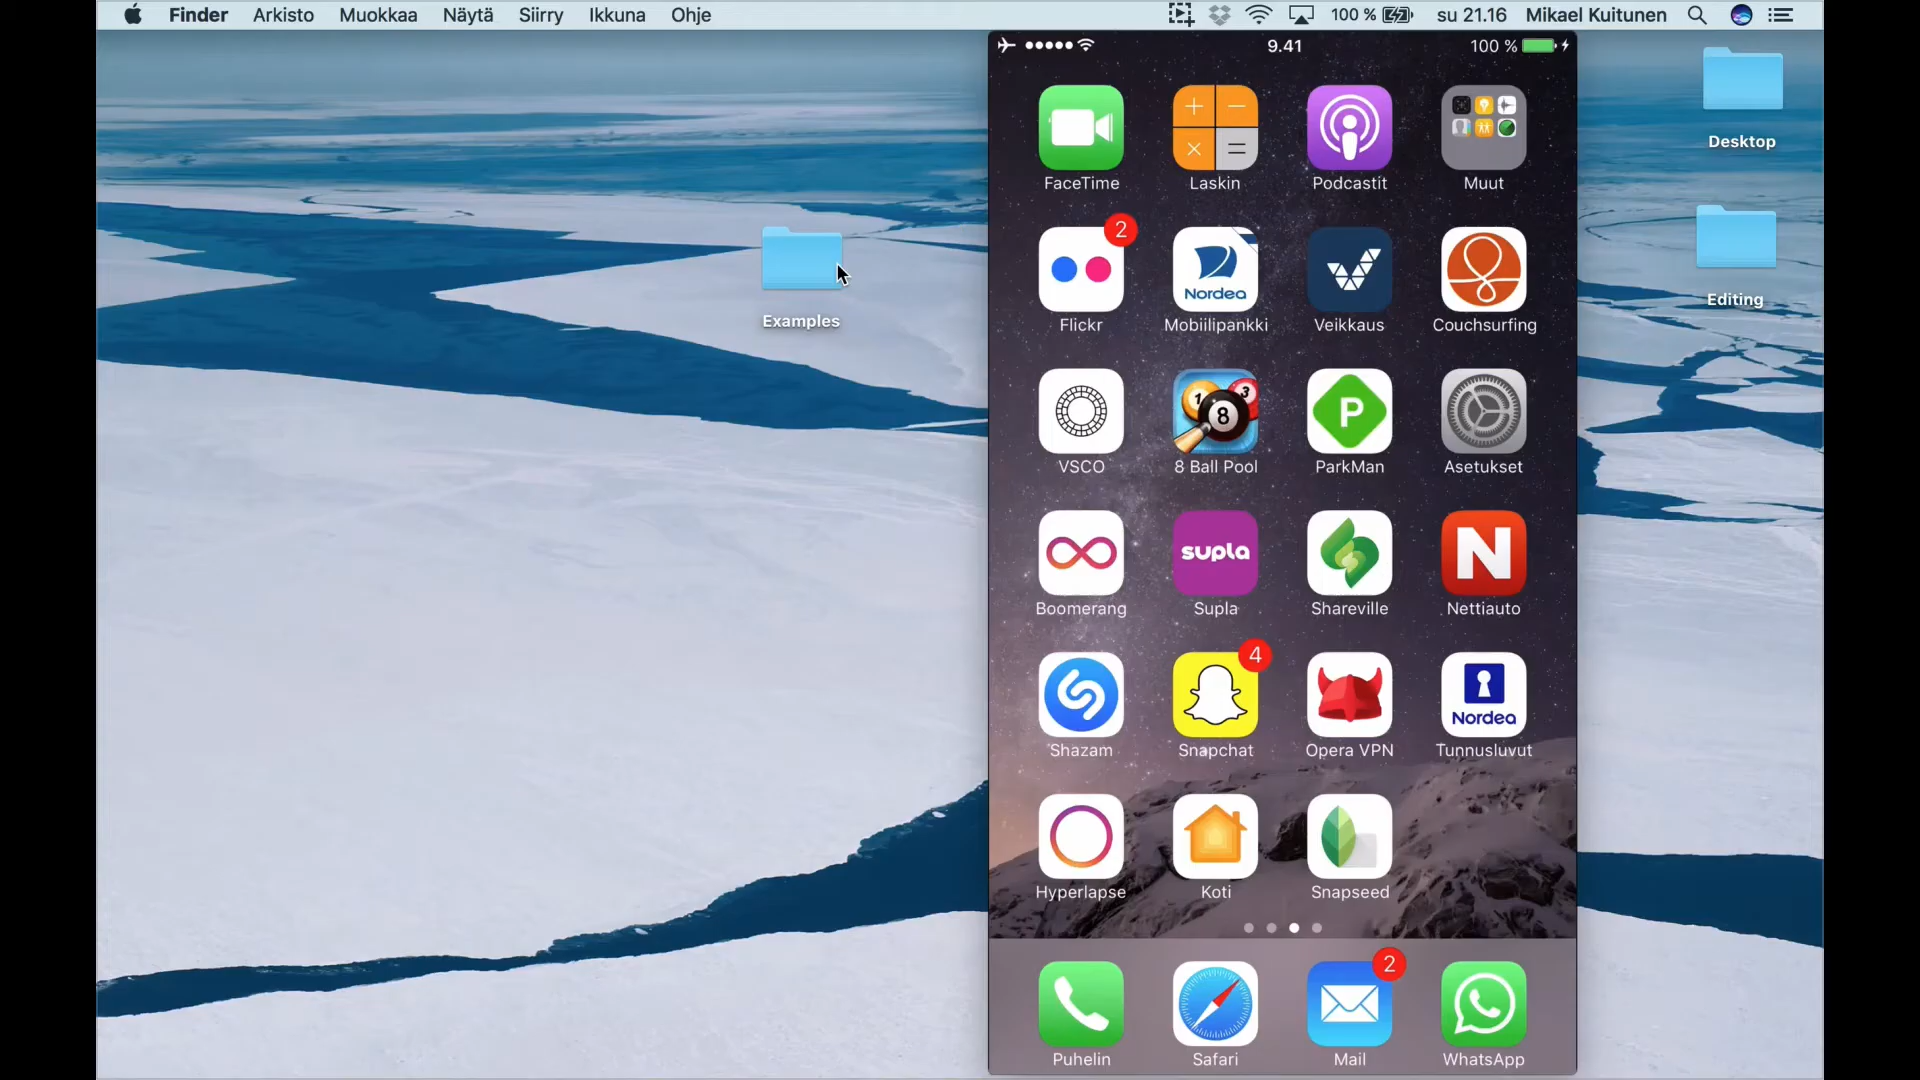 Finder Arkisto Muokkaa Näytä Siirry Ikkuna Ohje 100 % su 21.16 Mikael Kuitunen
9.41 100 %
FaceTime Laskin Podcastit Muut
2
Nordea
Flickr Mobiilipankki Veikkaus Couchsurfing
1 8 3 P
VSCO 8 Ball Pool ParkMan Asetukset
supla N
Boomerang Supla Shareville Nettiauto
4
Nordea
Shazam Snapchat Opera VPN Tunnusluvut
Hyperlapse Koti Snapseed
2
Puhelin Safari Mail WhatsApp
Examples
Desktop
Editing